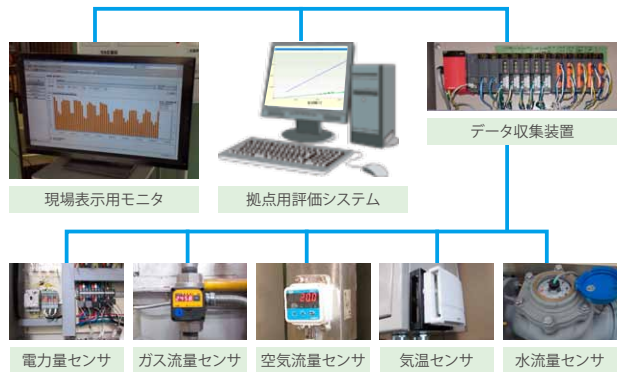 データ収集装置
現場表示用モニタ
拠点用評価システム
電力量センサ
ガス流量センサ
空気流量センサ
気温センサ
水流量センサ